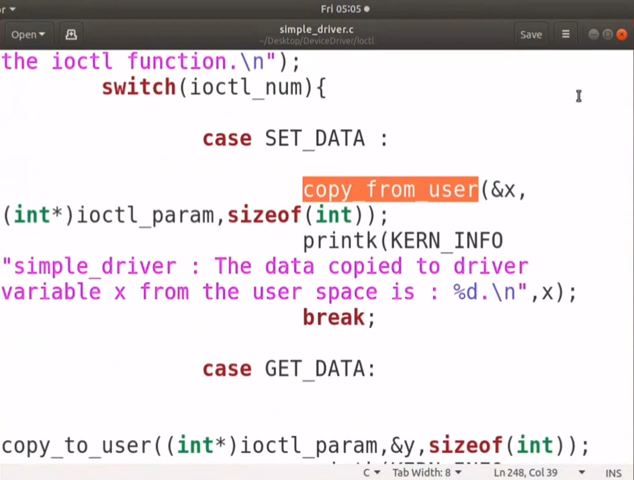 Fri 05:05
Open
simple_driver.c
~/Desktop/DeviceDriver/Ioctl
Save
the ioctl function.\n");
switch(ioctl_num){
case SET_DATA :
copy_from_user(&x,
(int*)ioctl_param,sizeof(int));
printk(KERN_INFO
"simple_driver : The data copied to driver
variable x from the user space is : %d.\n",x);
break;
case GET_DATA:
copy_to_user((int*)ioctl_param,&y,sizeof(int));
C Tab Width: 8 Ln 248, Col 39 INS